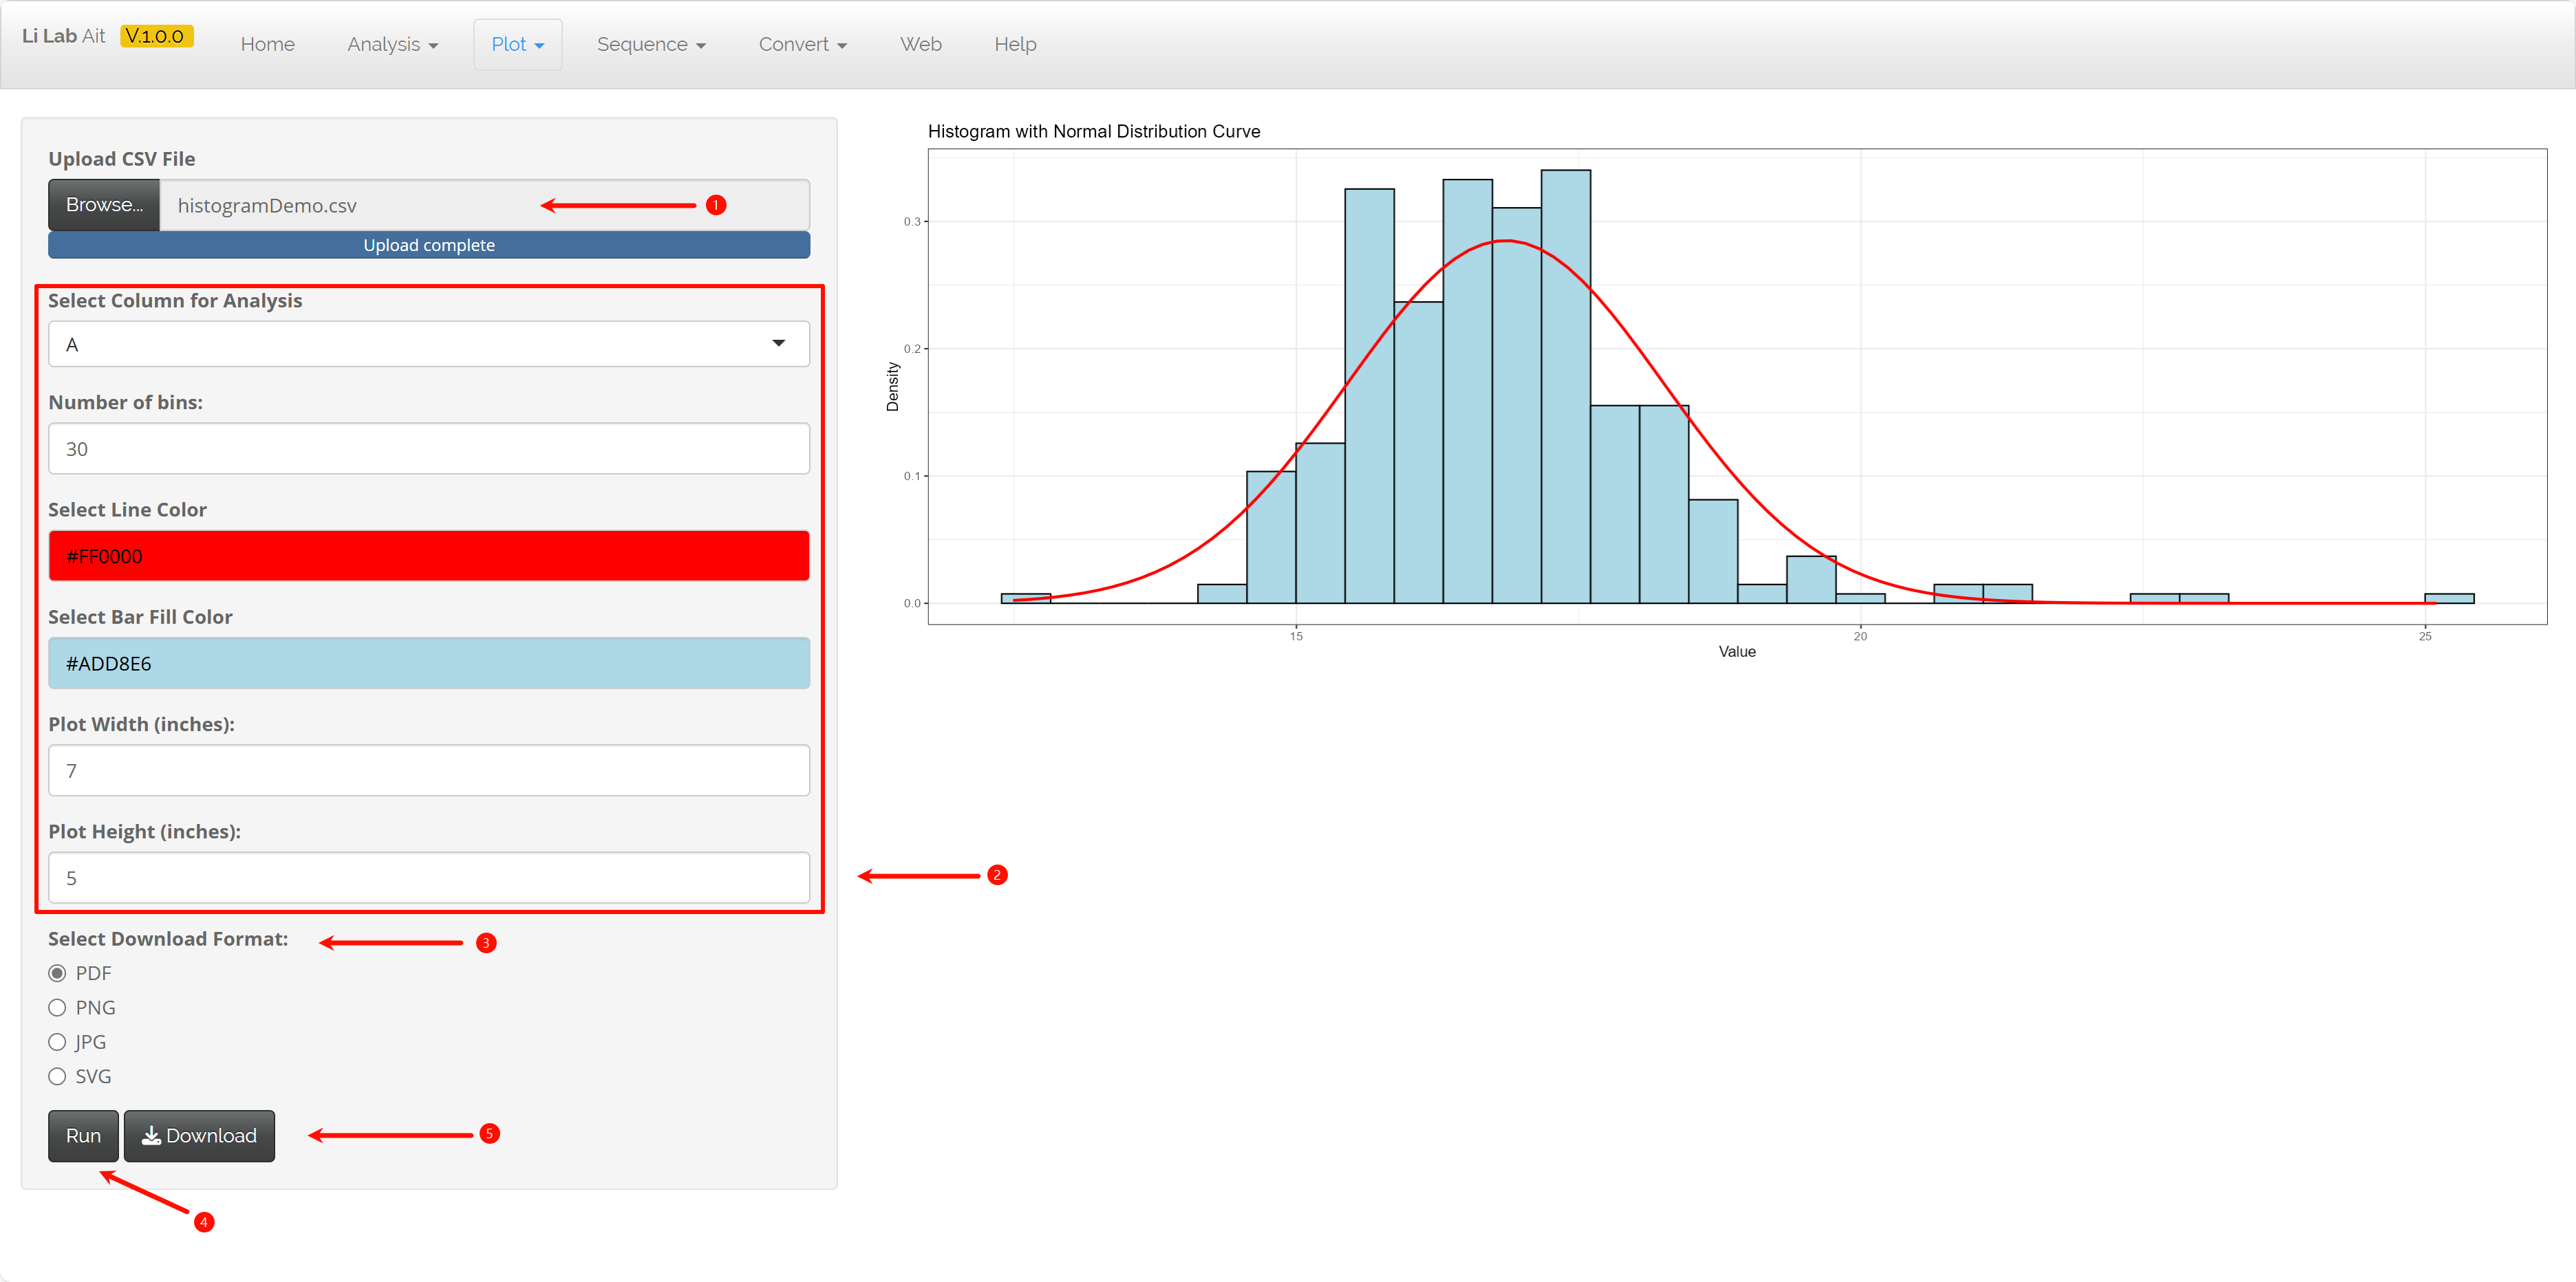 Li Lab Ait V.1.0.0 Home Analysis Plot Sequence Convert Web Help
Upload CSV File
Browse... histogramDemo.csv
1
Upload complete
Select Column for Analysis
A
Number of bins:
30
Select Line Color
#FF0000
Select Bar Fill Color
#ADD8E6
Plot Width (inches):
7
Plot Height (inches):
5
2
Select Download Format:
3
PDF
PNG
JPG
SVG
Run Download
5
4
Histogram with Normal Distribution Curve
0.3
0.2
0.1
0.0
Density
15 20 25
Value